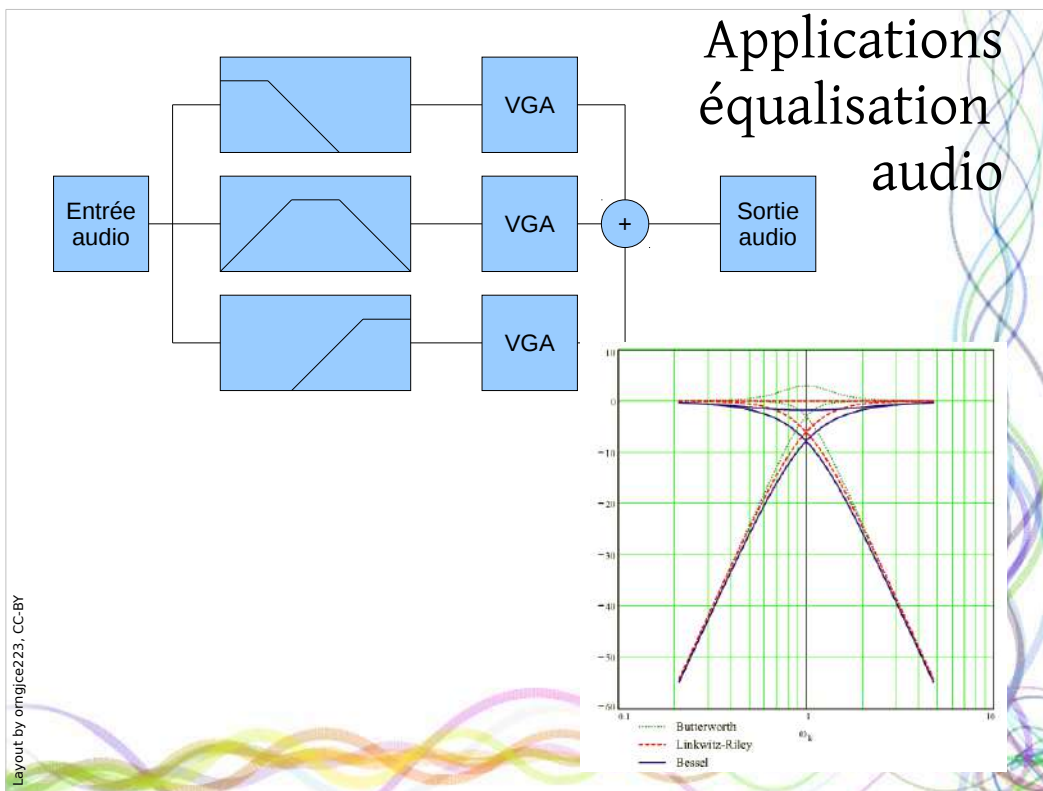 Applications
équalisation
audio
VGA
Entrée
audio
VGA
+
Sortie
audio
VGA
10
0
−10
−20
−30
−40
−50
−60
0.1
1
10
ωk
Butterworth
Linkwitz-Riley
Bessel
Layout by orngjce223, CC-BY